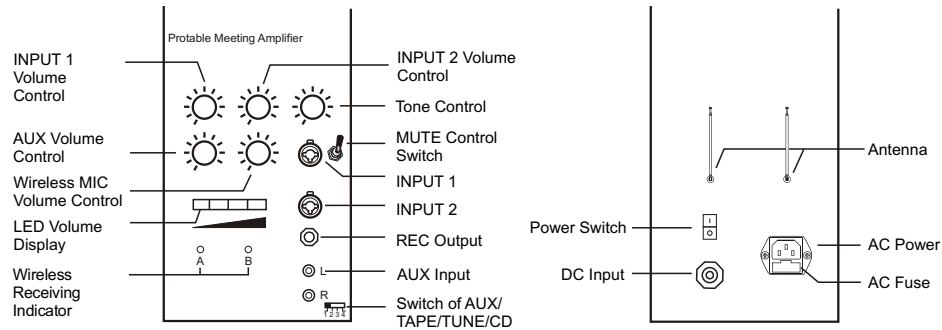 Protable Meeting Amplifier
INPUT 1
Volume
Control
AUX Volume
Control
Wireless MIC
Volume Control
LED Volume
Display
Wireless
Receiving
Indicator
A
B
INPUT 2 Volume
Control
Tone Control
MUTE Control
Switch
INPUT 1
INPUT 2
REC Output
L
AUX Input
R
1 2 3 4
Switch of AUX/
TAPE/TUNE/CD
Antenna
Power Switch
I
O
DC Input
AC Power
AC Fuse